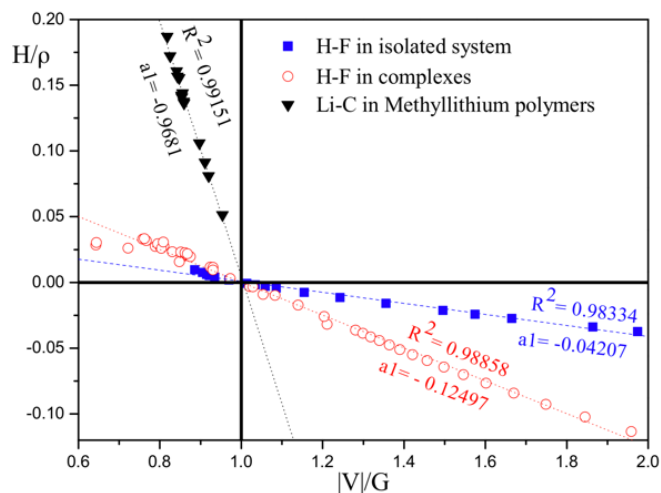 0.20
H/ρ
0.15
0.10
0.05
0.00
-0.05
-0.10
H-F in isolated system
H-F in complexes
Li-C in Methyllithium polymers
R² = 0.99151
a1= -0.9681
R² = 0.98334
a1= -0.04207
R² = 0.98858
a1= - 0.12497
0.6 0.8 1.0 1.2 1.4 1.6 1.8 2.0
|V|/G